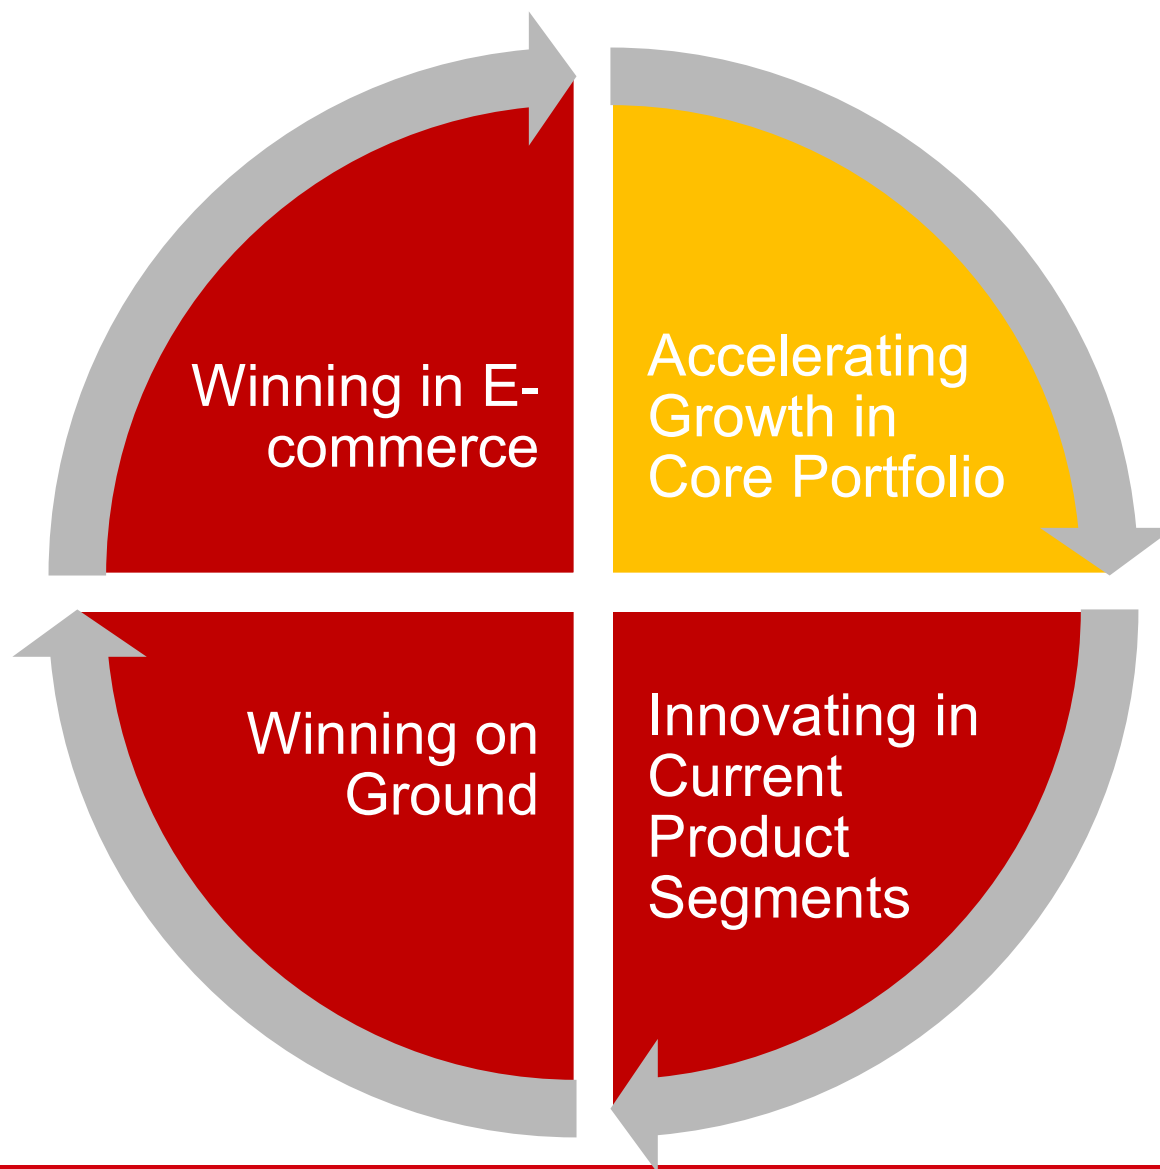 Winning in E-
commerce
Accelerating
Growth in
Core Portfolio
Winning on
Ground
Innovating in
Current
Product
Segments